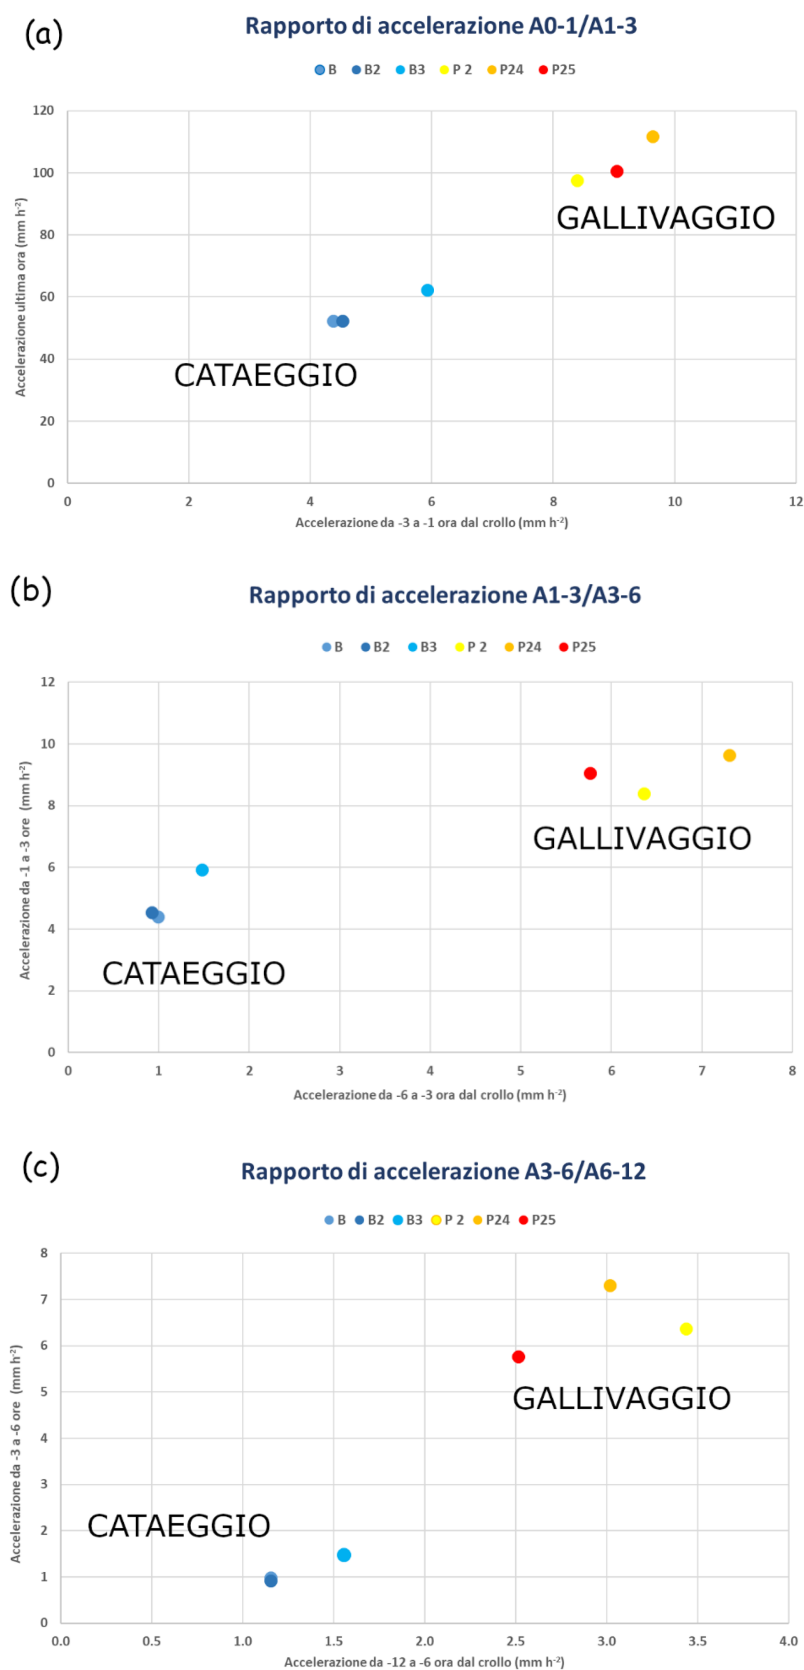 (a)
Rapporto di accelerazione A0-1/A1-3
B B2 B3 P 2 P24 P25
120
100
80
60
40
20
0
Accelerazione ultima ora (mm h⁻²)
GALLIVAGGIO
CATAEGGIO
0 2 4 6 8 10 12
Accelerazione da -3 a -1 ora dal crollo (mm h⁻²)
(b)
Rapporto di accelerazione A1-3/A3-6
B B2 B3 P 2 P24 P25
12
10
8
6
4
2
0
Accelerazione da -1 a -3 ore (mm h⁻²)
GALLIVAGGIO
CATAEGGIO
0 1 2 3 4 5 6 7 8
Accelerazione da -6 a -3 ora dal crollo (mm h⁻²)
(c)
Rapporto di accelerazione A3-6/A6-12
B B2 B3 P 2 P24 P25
8
7
6
5
4
3
2
1
0
Accelerazione da -3 a -6 ore (mm h⁻²)
GALLIVAGGIO
CATAEGGIO
0.0 0.5 1.0 1.5 2.0 2.5 3.0 3.5 4.0
Accelerazione da -12 a -6 ora dal crollo (mm h⁻²)